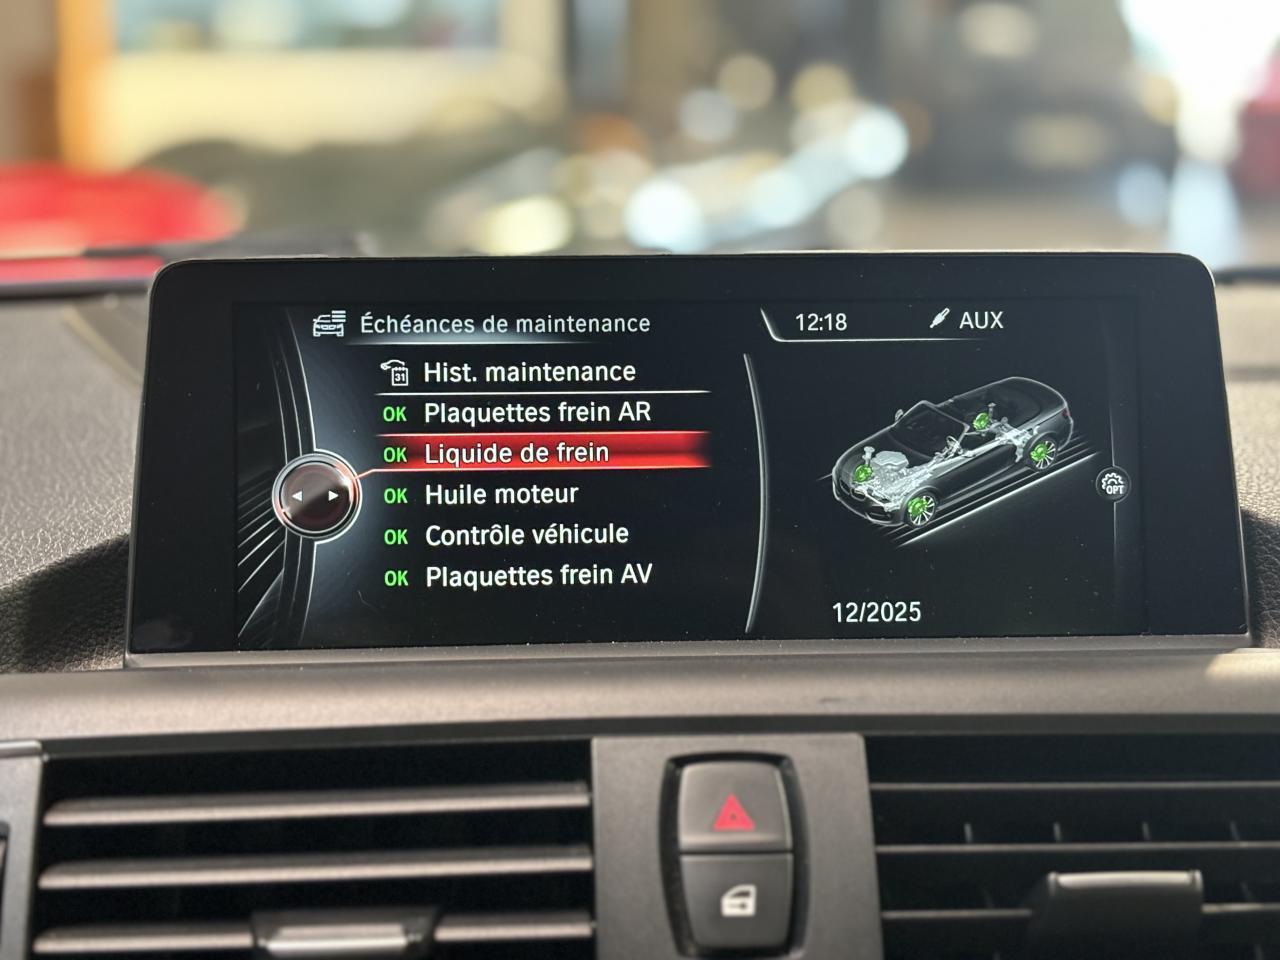 Échéances de maintenance
12:18
AUX
31
Hist. maintenance
OK Plaquettes frein AR
OK Liquide de frein
OK Huile moteur
OK Contrôle véhicule
OK Plaquettes frein AV
OPT
12/2025